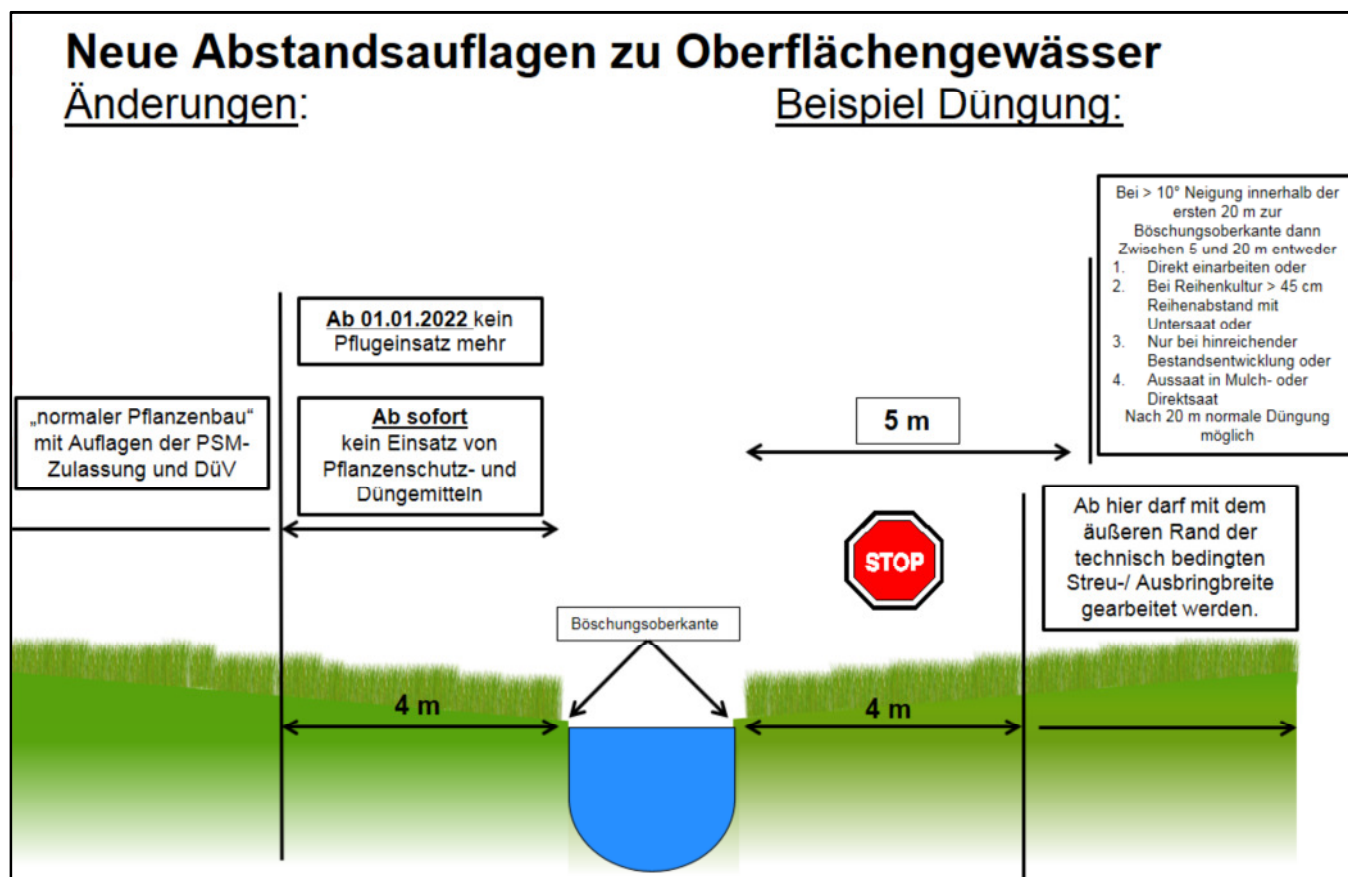 Neue Abstandsauflagen zu Oberflächengewässer
Änderungen:
Beispiel Düngung:
„normaler Pflanzenbau“
mit Auflagen der PSM-
Zulassung und DüV
Ab 01.01.2022 kein
Pflugeinsatz mehr
Ab sofort
kein Einsatz von
Pflanzenschutz- und
Düngemitteln
4 m
Böschungsoberkante
5 m
STOP
4 m
Bei > 10° Neigung innerhalb der
ersten 20 m zur
Böschungsoberkante dann
Zwischen 5 und 20 m entweder
1. Direkt einarbeiten oder
2. Bei Reihenkultur > 45 cm
Reihenabstand mit
Untersaat oder
3. Nur bei hinreichender
Bestandsentwicklung oder
4. Aussaat in Mulch- oder
Direktsaat
Nach 20 m normale Düngung
möglich
Ab hier darf mit dem
äußeren Rand der
technisch bedingten
Streu-/ Ausbringbreite
gearbeitet werden.